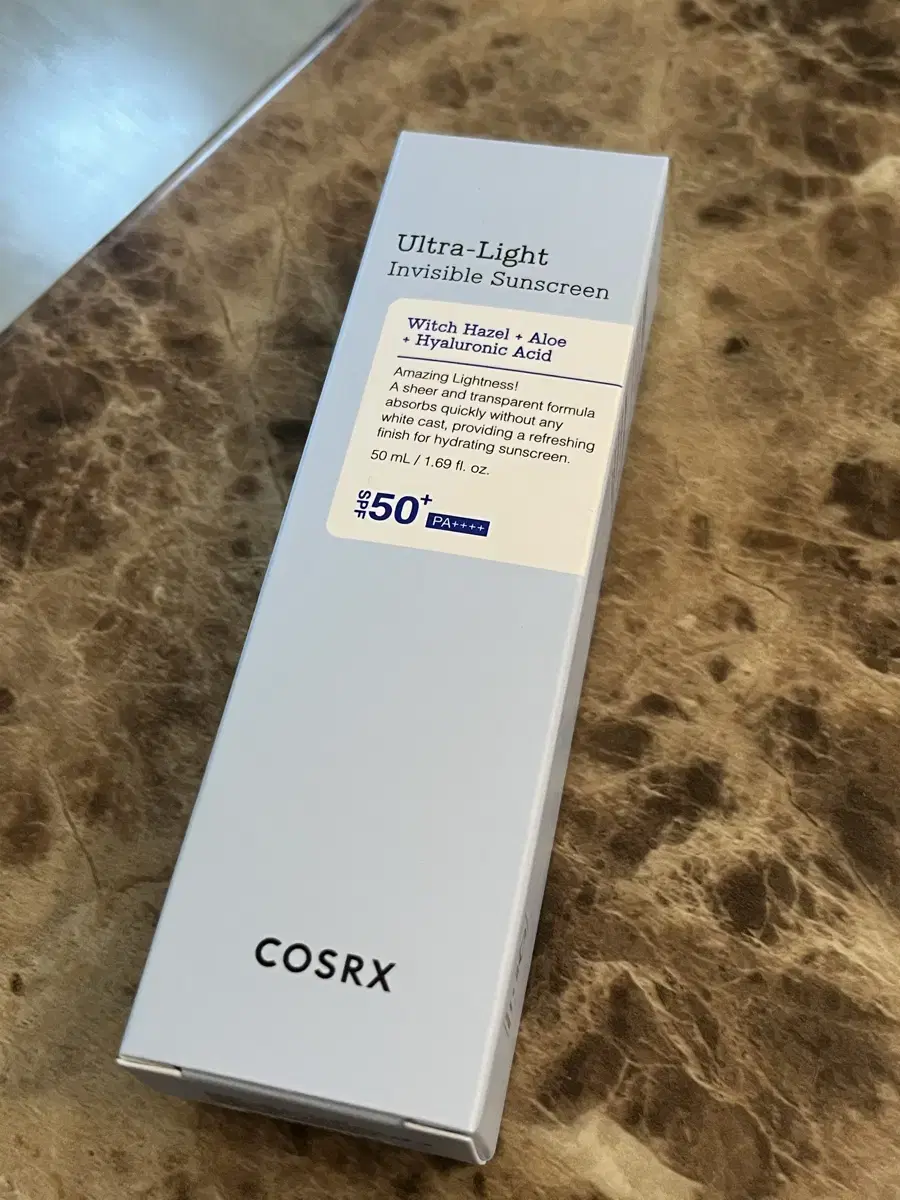 Ultra-Light
Invisible Sunscreen
Witch Hazel + Aloe
+ Hyaluronic Acid
Amazing Lightness!
A sheer and transparent formula
absorbs quickly without any
white cast, providing a refreshing
finish for hydrating sunscreen.
50 mL / 1.69 fl. oz.
SPF 50+ PA++++
COSRX